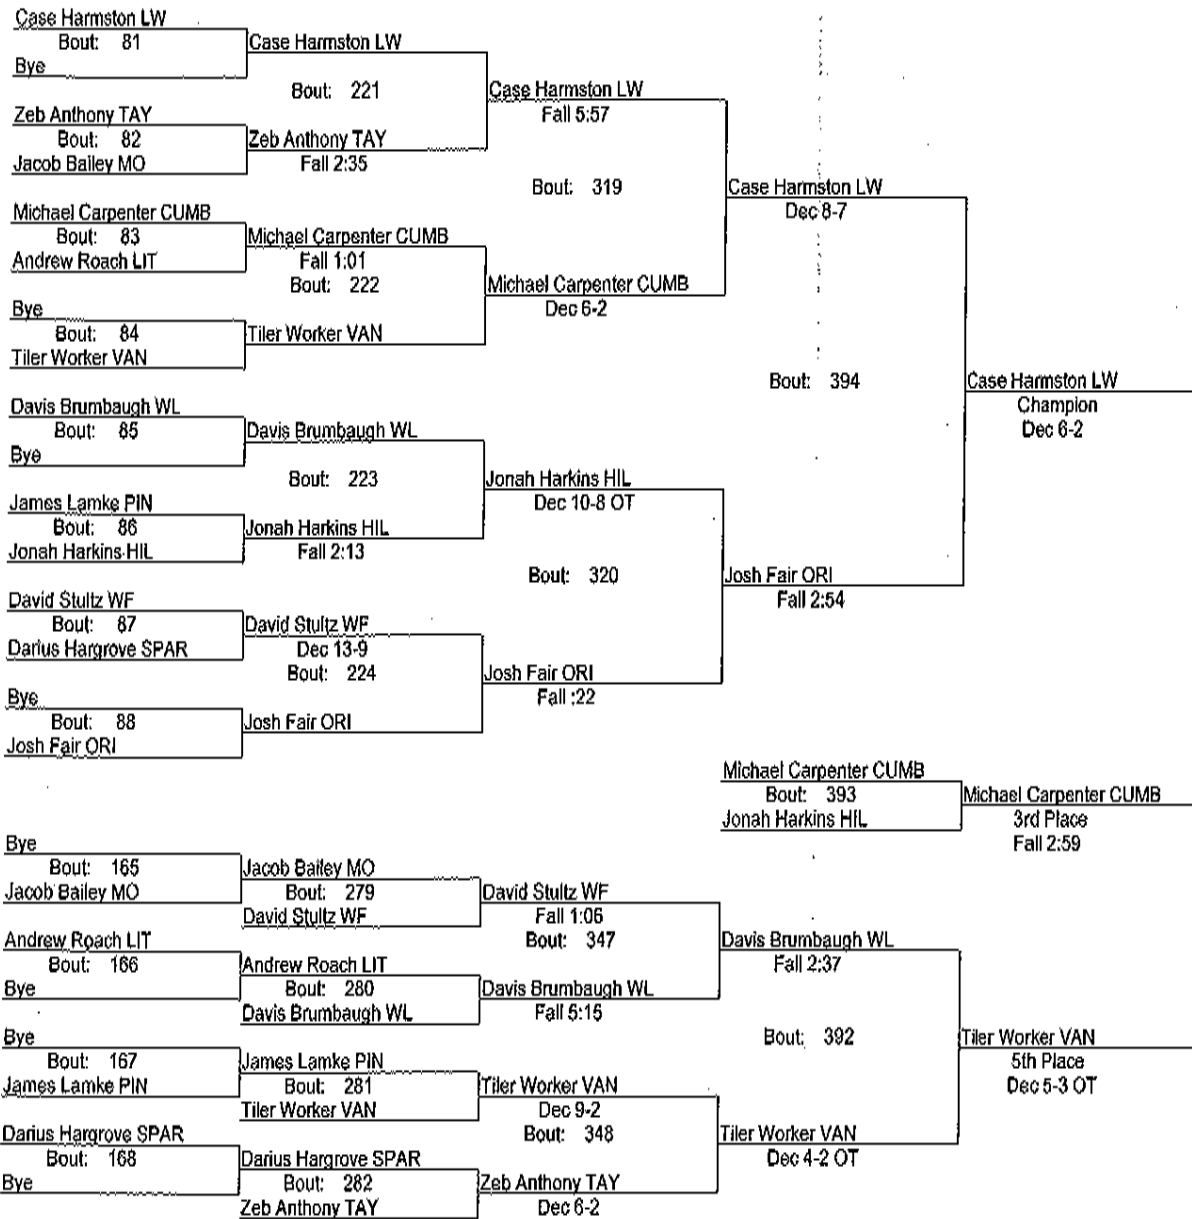 Case Harmston LW
Bout: 81
Bye
Case Harmston LW
Bout: 221
Zeb Anthony TAY
Bout: 82
Jacob Bailey MO
Zeb Anthony TAY
Fall 2:35
Case Harmston LW
Fall 5:57
Bout: 319
Michael Carpenter CUMB
Bout: 83
Andrew Roach LIT
Michael Carpenter CUMB
Fall 1:01
Bout: 222
Bye
Bout: 84
Tiler Worker VAN
Tiler Worker VAN
Michael Carpenter CUMB
Dec 6-2
Case Harmston LW
Dec 8-7
Bout: 394
Davis Brumbaugh WL
Bout: 85
Bye
Davis Brumbaugh WL
Bout: 223
James Lamke PIN
Bout: 86
Jonah Harkins HIL
Jonah Harkins HIL
Fall 2:13
Jonah Harkins HIL
Dec 10-8 OT
Bout: 320
David Stultz WF
Bout: 87
Darius Hargrove SPAR
David Stultz WF
Dec 13-9
Bout: 224
Bye
Bout: 88
Josh Fair ORI
Josh Fair ORI
Josh Fair ORI
Fall :22
Josh Fair ORI
Fall 2:54
Case Harmston LW
Champion
Dec 6-2
Michael Carpenter CUMB
Bout: 393
Jonah Harkins HIL
Michael Carpenter CUMB
3rd Place
Fall 2:59
Bye
Bout: 165
Jacob Bailey MO
Jacob Bailey MO
Bout: 279
David Stultz WF
David Stultz WF
Fall 1:06
Bout: 347
Andrew Roach LIT
Bout: 166
Bye
Andrew Roach LIT
Bout: 280
Davis Brumbaugh WL
Davis Brumbaugh WL
Fall 5:15
Davis Brumbaugh WL
Fall 2:37
Bout: 392
Bye
Bout: 167
James Lamke PIN
James Lamke PIN
Bout: 281
Tiler Worker VAN
Tiler Worker VAN
Dec 9-2
Bout: 348
Darius Hargrove SPAR
Bout: 168
Bye
Darius Hargrove SPAR
Bout: 282
Zeb Anthony TAY
Zeb Anthony TAY
Dec 6-2
Tiler Worker VAN
Dec 4-2 OT
Tiler Worker VAN
5th Place
Dec 5-3 OT